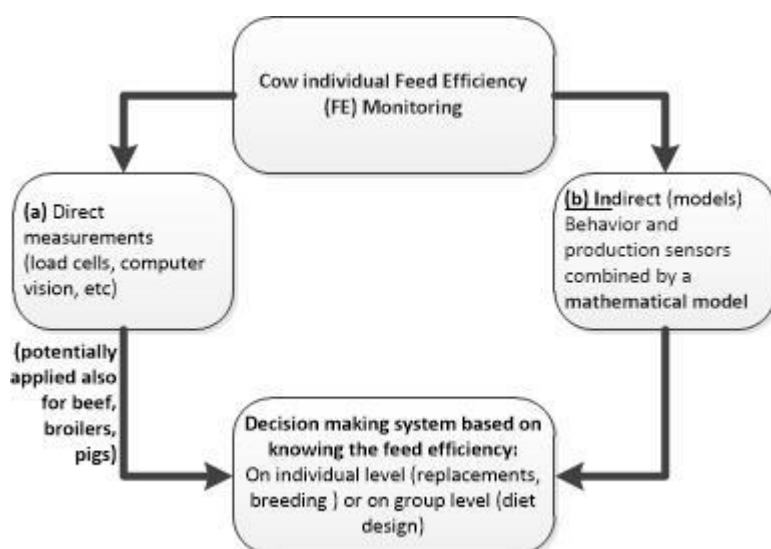 Cow individual Feed Efficiency
(FE) Monitoring
(a) Direct
measurements
(load cells, computer
vision, etc)
(b) Indirect (models)
Behavior and
production sensors
combined by a
mathematical model
(potentially
applied also
for beef,
broilers,
pigs)
Decision making system based on
knowing the feed efficiency:
On individual level (replacements,
breeding ) or on group level (diet
design)